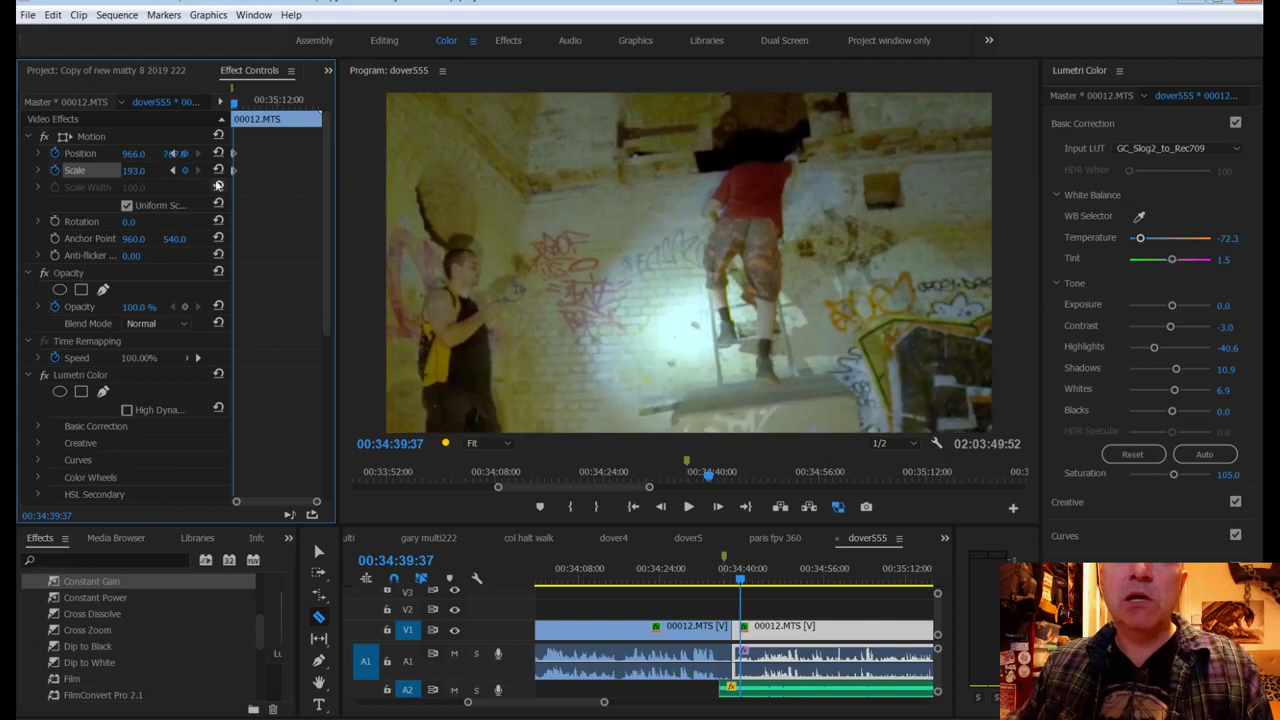 File Edit Clip Sequence Markers Graphics Window Help
Assembly Editing Color Effects Audio Graphics Libraries Dual Screen Project window only
Project: Copy of new matty 8 2019 222 Effect Controls
Master * 00012.MTS dover555 * 00...
00:35:12:00
Video Effects
00012.MTS
Motion
Position 966.0
Scale 193.0
Scale Width 100.0
Uniform Sc...
Rotation 0.0
Anchor Point 960.0 540.0
Anti-flicker ... 0.00
Opacity
Opacity 100.0 %
Blend Mode Normal
Time Remapping
Speed 100.00%
Lumetri Color
High Dyna...
Basic Correction
Creative
Curves
Color Wheels
HSL Secondary
00:34:39:37
Program: dover555
00:34:39:37 Fit 1/2 02:03:49:52
00:33:52:00 00:34:08:00 00:34:24:00 00:34:40:00 00:34:56:00 00:35:12:00 00:3
Lumetri Color
Master * 00012.MTS dover555 * 00012...
Basic Correction
Input LUT GC_Slog2_to_Rec709
HDR White 100
White Balance
WB Selector
Temperature -72.3
Tint 1.5
Tone
Exposure 0.0
Contrast -3.0
Highlights -40.6
Shadows 10.9
Whites 6.9
Blacks 0.0
HDR Specular 0.0
Reset Auto
Saturation 105.0
Creative
Curves
Effects Media Browser Libraries Info
Constant Gain
Constant Power
Cross Dissolve
Cross Zoom
Dip to Black
Dip to White
Film
FilmConvert Pro 2.1
Lu
multi gary multi222 col halt walk dover4 dover5 paris fpv 360 dover555
00:34:39:37
00:34:08:00 00:34:24:00 00:34:40:00 00:34:56:00 00:35:12:00
V3
V2
V1 00012.MTS [V] 00012.MTS [V]
A1 A1 M S
A2 M S
S S